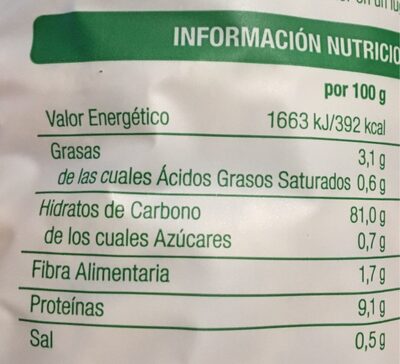 INFORMACIÓN NUTRICIO
por 100 g
Valor Energético 1663 kJ/392 kcal
Grasas 3,1 g
de las cuales Ácidos Grasos Saturados 0,6 g
Hidratos de Carbono 81,0 g
de los cuales Azúcares 0,7 g
Fibra Alimentaria 1,7 g
Proteínas 9,1 g
Sal 0,5 g